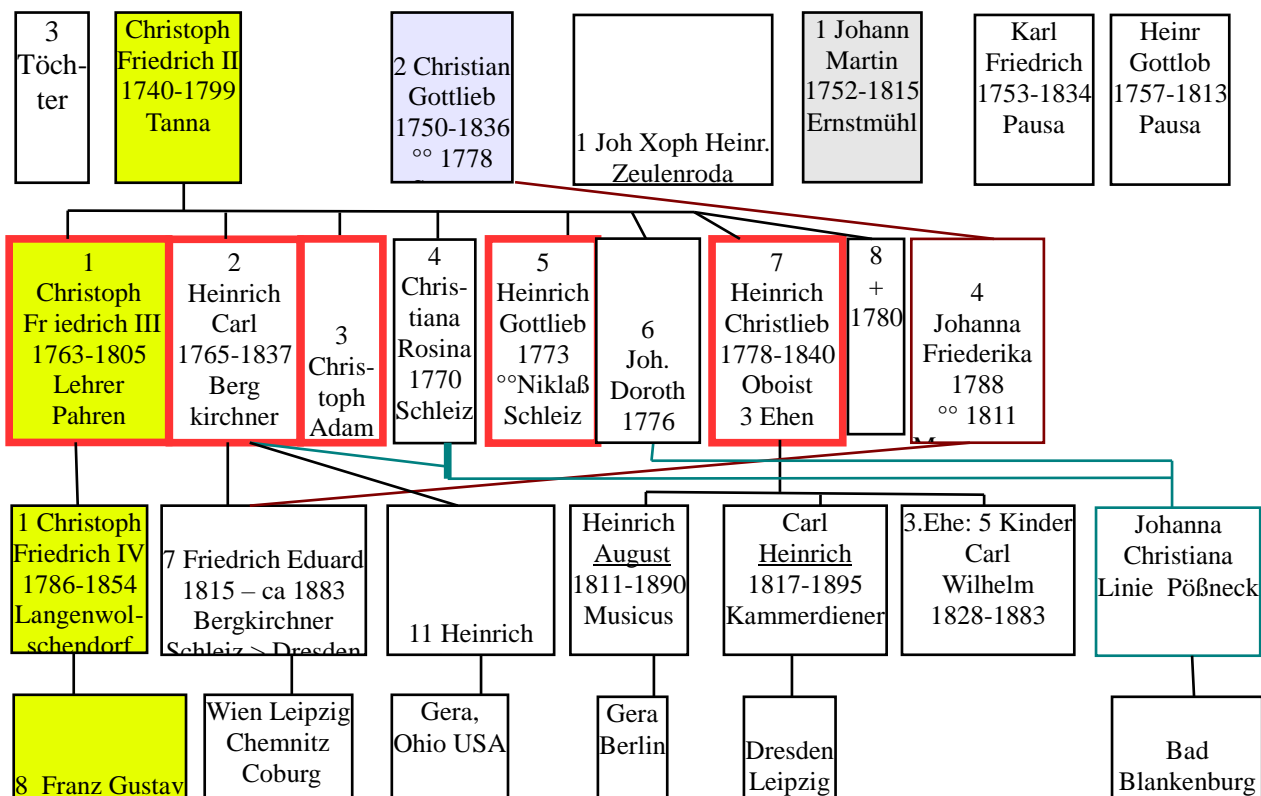 3
Töch-
ter
Christoph
Friedrich II
1740-1799
Tanna
2 Christian
Gottlieb
1750-1836
°° 1778
1 Joh Xoph Heinr.
Zeulenroda
1 Johann
Martin
1752-1815
Ernstmühl
Karl
Friedrich
1753-1834
Pausa
Heinr
Gottlob
1757-1813
Pausa
1
Christoph
Fr iedrich III
1763-1805
Lehrer
Pahren
2
Heinrich
Carl
1765-1837
Berg
kirchner
3
Chris-
toph
Adam
4
Chris-
tiana
Rosina
1770
Schleiz
5
Heinrich
Gottlieb
1773
°°Niklaß
Schleiz
6
Joh.
Doroth
1776
7
Heinrich
Christlieb
1778-1840
Oboist
3 Ehen
8
+
1780
4
Johanna
Friederika
1788
°° 1811
1 Christoph
Friedrich IV
1786-1854
Langenwol-
schendorf
7 Friedrich Eduard
1815 – ca 1883
Bergkirchner
Schleiz > Dresden
11 Heinrich
Heinrich
August
1811-1890
Musicus
Carl
Heinrich
1817-1895
Kammerdiener
3.Ehe: 5 Kinder
Carl
Wilhelm
1828-1883
Johanna
Christiana
Linie Pößneck
8 Franz Gustav
Wien Leipzig
Chemnitz
Coburg
Gera,
Ohio USA
Gera
Berlin
Dresden
Leipzig
Bad
Blankenburg